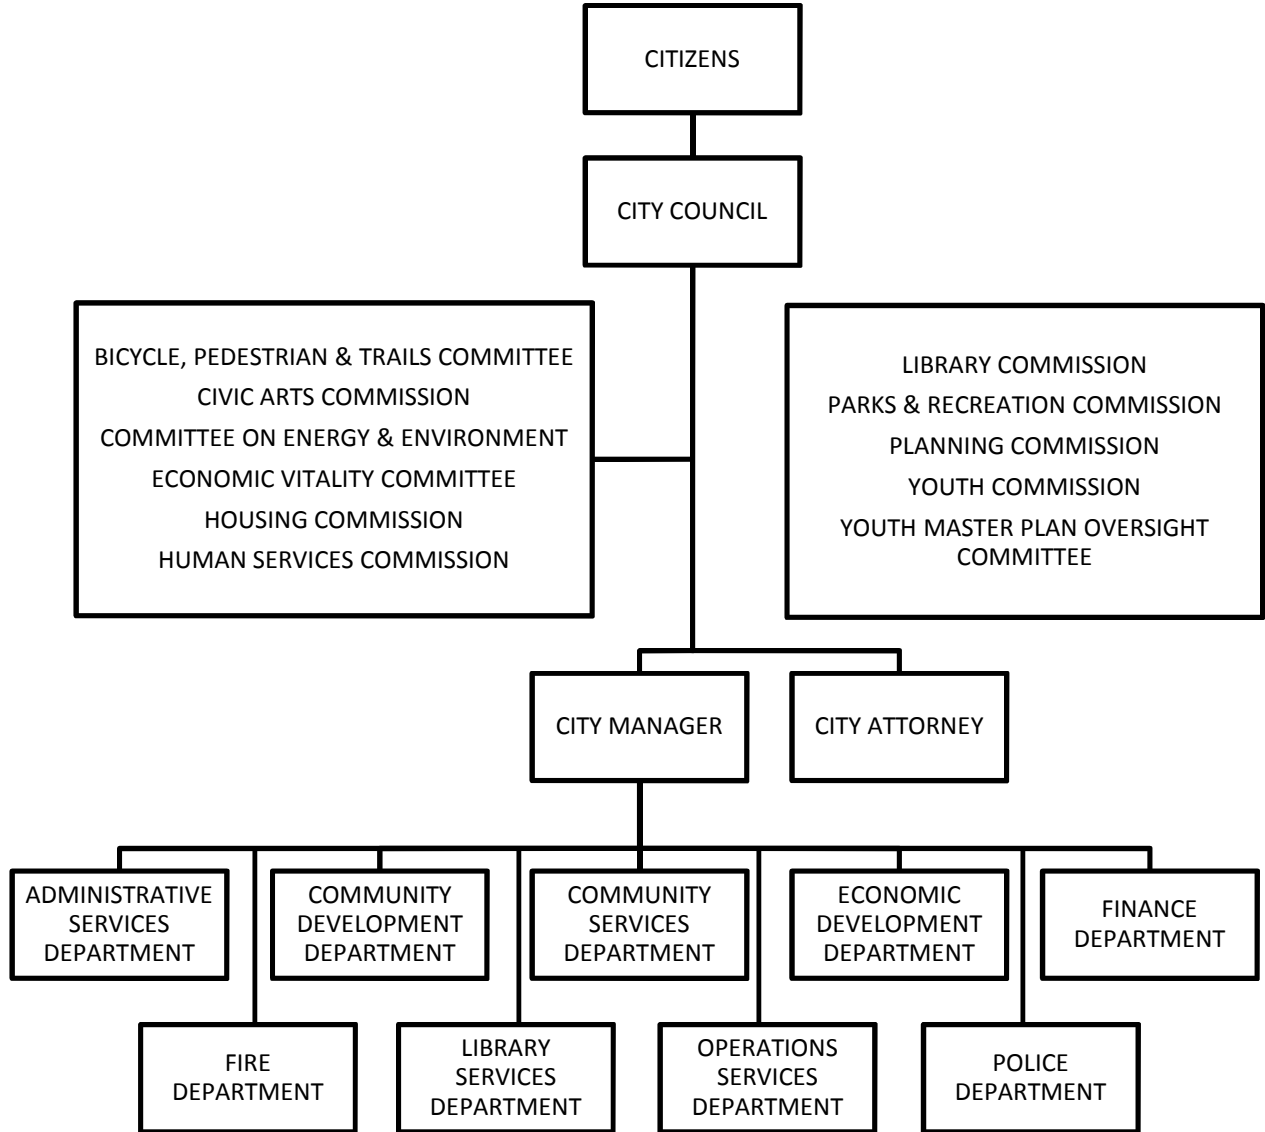 CITIZENS
CITY COUNCIL
BICYCLE, PEDESTRIAN & TRAILS COMMITTEE
CIVIC ARTS COMMISSION
COMMITTEE ON ENERGY & ENVIRONMENT
ECONOMIC VITALITY COMMITTEE
HOUSING COMMISSION
HUMAN SERVICES COMMISSION
LIBRARY COMMISSION
PARKS & RECREATION COMMISSION
PLANNING COMMISSION
YOUTH COMMISSION
YOUTH MASTER PLAN OVERSIGHT
COMMITTEE
CITY MANAGER
CITY ATTORNEY
ADMINISTRATIVE
SERVICES
DEPARTMENT
COMMUNITY
DEVELOPMENT
DEPARTMENT
COMMUNITY
SERVICES
DEPARTMENT
ECONOMIC
DEVELOPMENT
DEPARTMENT
FINANCE
DEPARTMENT
FIRE
DEPARTMENT
LIBRARY
SERVICES
DEPARTMENT
OPERATIONS
SERVICES
DEPARTMENT
POLICE
DEPARTMENT